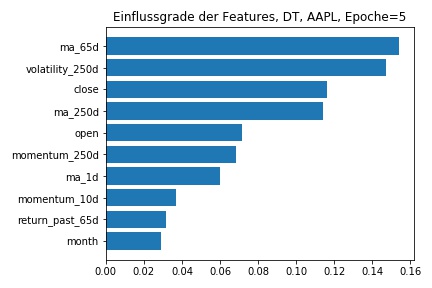 Einflussgrade der Features, DT, AAPL, Epoche=5
ma_65d
volatility_250d
close
ma_250d
open
momentum_250d
ma_1d
momentum_10d
return_past_65d
month
0.00 0.02 0.04 0.06 0.08 0.10 0.12 0.14 0.16